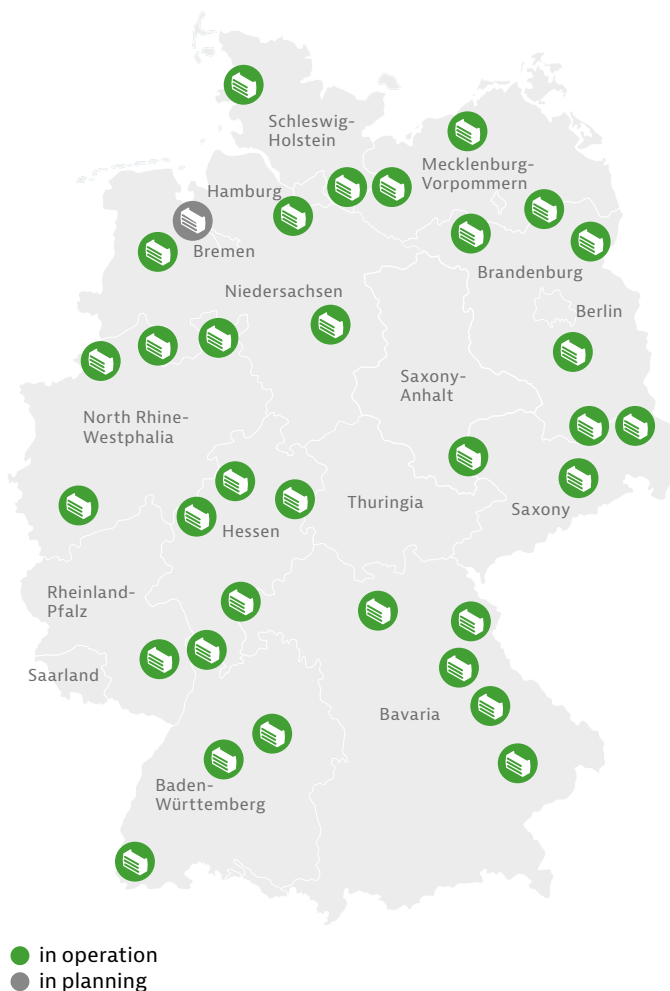 Schleswig-
Holstein
Mecklenburg-
Vorpommern
Hamburg
Bremen
Brandenburg
Niedersachsen
Berlin
Saxony-
Anhalt
North Rhine-
Westphalia
Thuringia
Saxony
Hessen
Rheinland-
Pfalz
Saarland
Bavaria
Baden-
Württemberg
in operation
in planning